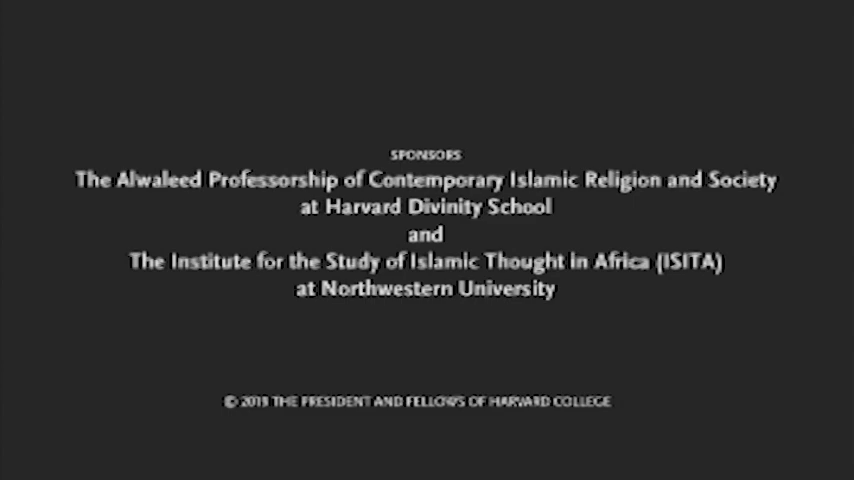 SPONSORS
The Alwaleed Professorship of Contemporary Islamic Religion and Society
at Harvard Divinity School
and
The Institute for the Study of Islamic Thought in Africa (ISITA)
at Northwestern University
© 2019 THE PRESIDENT AND FELLOWS OF HARVARD COLLEGE